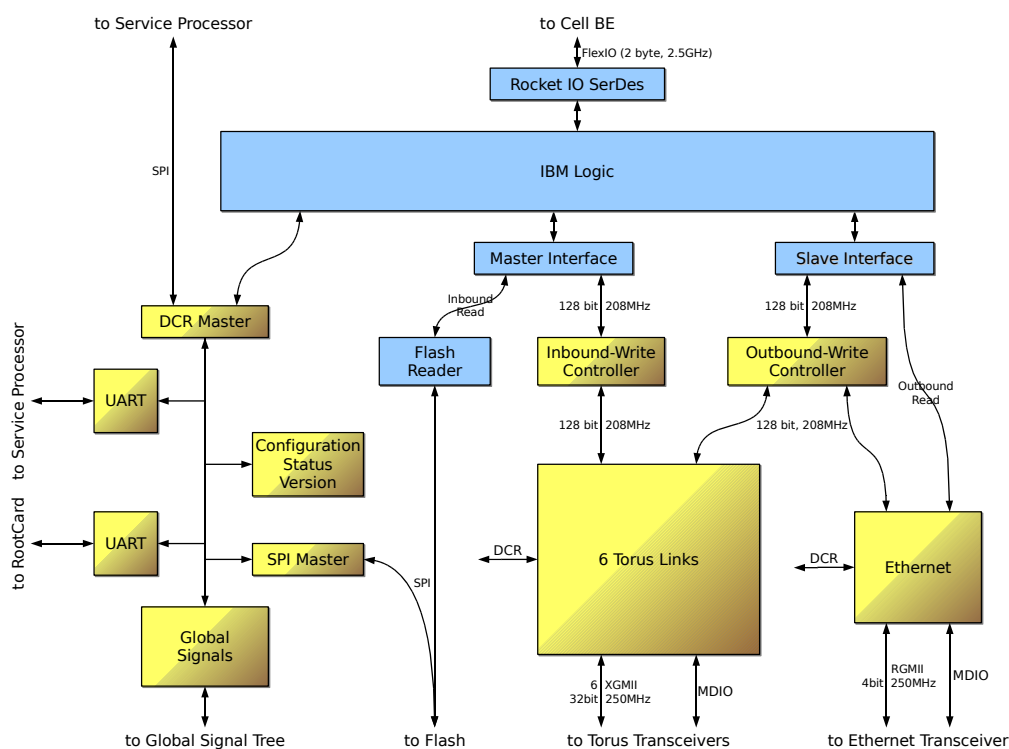 to Service Processor
to Cell BE
FlexIO (2 byte, 2.5GHz)
Rocket IO SerDes
SPI
IBM Logic
Master Interface
Slave Interface
Inbound
Read
128 bit 208MHz
128 bit 208MHz
DCR Master
Flash
Reader
Inbound-Write
Controller
Outbound-Write
Controller
Outbound
Read
to Service Processor
UART
128 bit 208MHz
128 bit, 208MHz
Configuration
Status
Version
to RootCard
UART
SPI Master
SPI
DCR
6 Torus Links
DCR
Ethernet
Global
Signals
6 XGMII
32bit 250MHz
MDIO
RGMII
4bit 250MHz
MDIO
to Global Signal Tree
to Flash
to Torus Transceivers
to Ethernet Transceiver